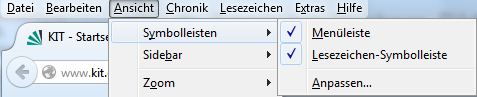 Datei Bearbeiten Ansicht Chronik Lesezeichen Extras Hilfe
KIT - Startse
Symbolleisten
Menüleiste
www.kit.
Sidebar
Lesezeichen-Symbolleiste
Zoom
Anpassen...